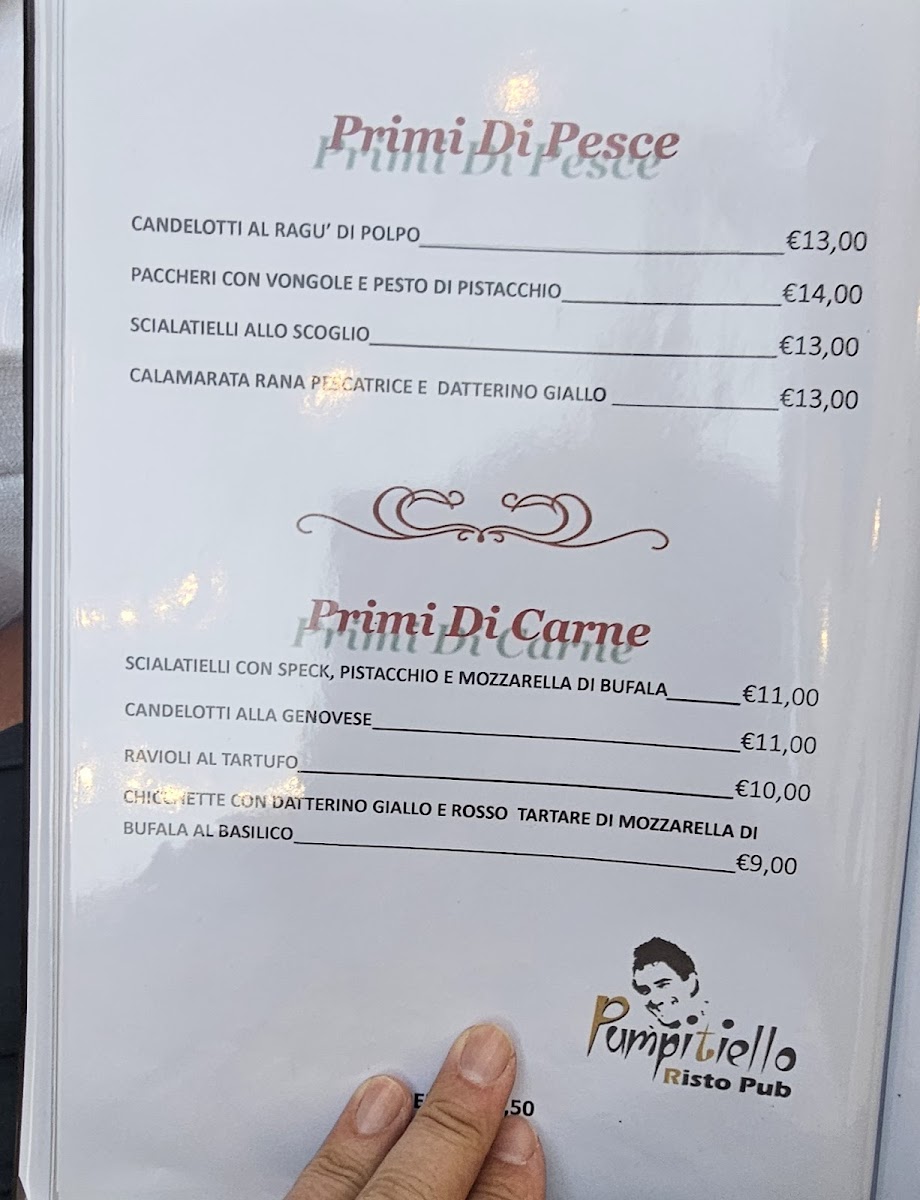 Primi Di Pesce
CANDELOTTI AL RAGU' DI POLPO €13,00
PACCHERI CON VONGOLE E PESTO DI PISTACCHIO €14,00
SCIALATIELLI ALLO SCOGLIO €13,00
CALAMARATA RANA PESCATRICE E DATTERINO GIALLO €13,00
Primi Di Carne
SCIALATIELLI CON SPECK, PISTACCHIO E MOZZARELLA DI BUFALA €11,00
CANDELOTTI ALLA GENOVESE €11,00
RAVIOLI AL TARTUFO €10,00
CHICCHETTE CON DATTERINO GIALLO E ROSSO TARTARE DI MOZZARELLA DI
BUFALA AL BASILICO €9,00
Pumpitiello
Risto Pub
,50